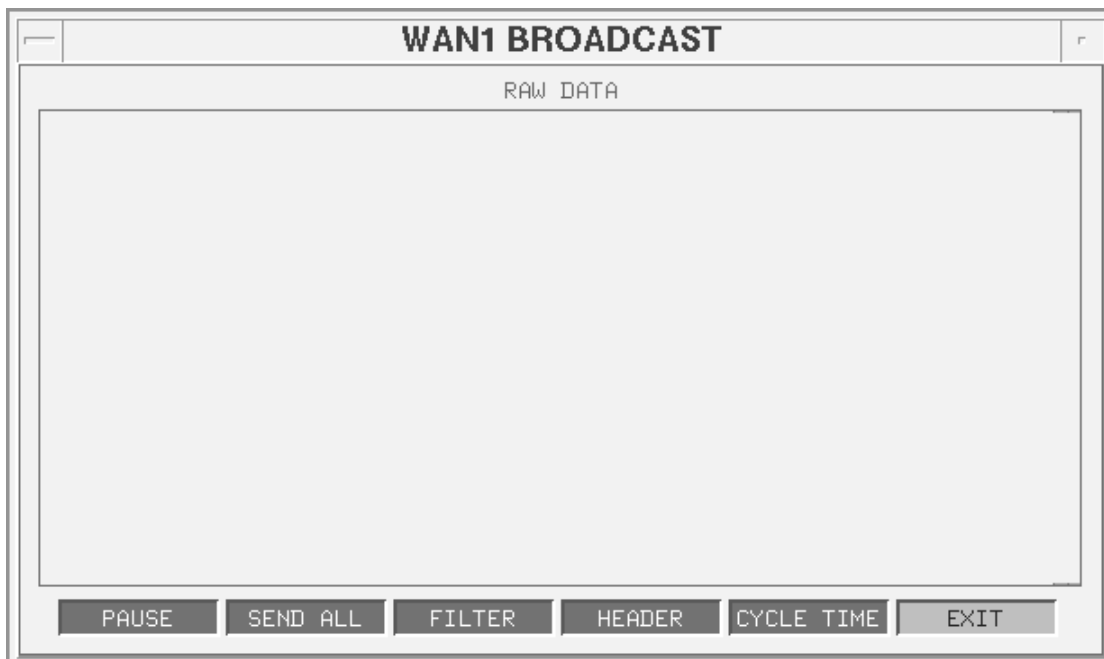 WAN1 BROADCAST
RAW DATA
PAUSE SEND ALL FILTER HEADER CYCLE TIME EXIT